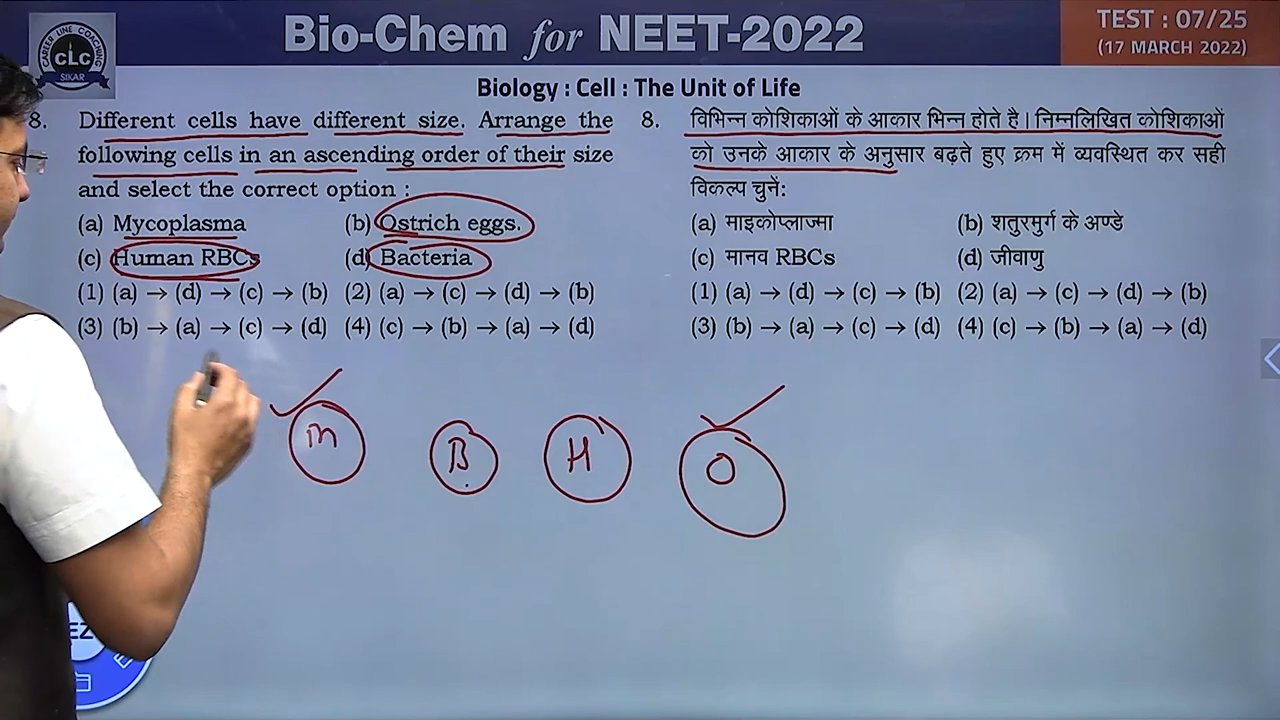 Bio-Chem for NEET-2022
TEST : 07/25
(17 MARCH 2022)
CAREER LINE COACHING
CLC
SIKAR
Biology : Cell : The Unit of Life
8. Different cells have different size. Arrange the
following cells in an ascending order of their size
and select the correct option :
(a) Mycoplasma (b) Ostrich eggs.
(c) Human RBCs (d) Bacteria
(1) (a) → (d) → (c) → (b) (2) (a) → (c) → (d) → (b)
(3) (b) → (a) → (c) → (d) (4) (c) → (b) → (a) → (d)
8. विभिन्न कोशिकाओं के आकार भिन्न होते है। निम्नलिखित कोशिकाओं
को उनके आकार के अनुसार बढ़ते हुए क्रम में व्यवस्थित कर सही
विकल्प चुनें:
(a) माइकोप्लाज्मा (b) शतुरमुर्ग के अण्डे
(c) मानव RBCs (d) जीवाणु
(1) (a) → (d) → (c) → (b) (2) (a) → (c) → (d) → (b)
(3) (b) → (a) → (c) → (d) (4) (c) → (b) → (a) → (d)
m B H O
EZ